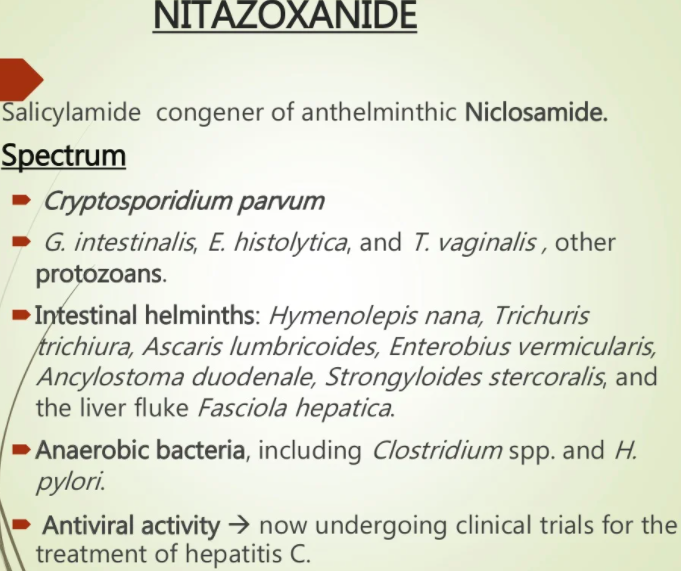 NITAZOXANIDE
Salicylamide congener of anthelminthic Niclosamide.
Spectrum
Cryptosporidium parvum
G. intestinalis, E. histolytica, and T. vaginalis , other
protozoans.
Intestinal helminths: Hymenolepis nana, Trichuris
trichiura, Ascaris lumbricoides, Enterobius vermicularis,
Ancylostoma duodenale, Strongyloides stercoralis, and
the liver fluke Fasciola hepatica.
Anaerobic bacteria, including Clostridium spp. and H.
pylori.
Antiviral activity → now undergoing clinical trials for the
treatment of hepatitis C.